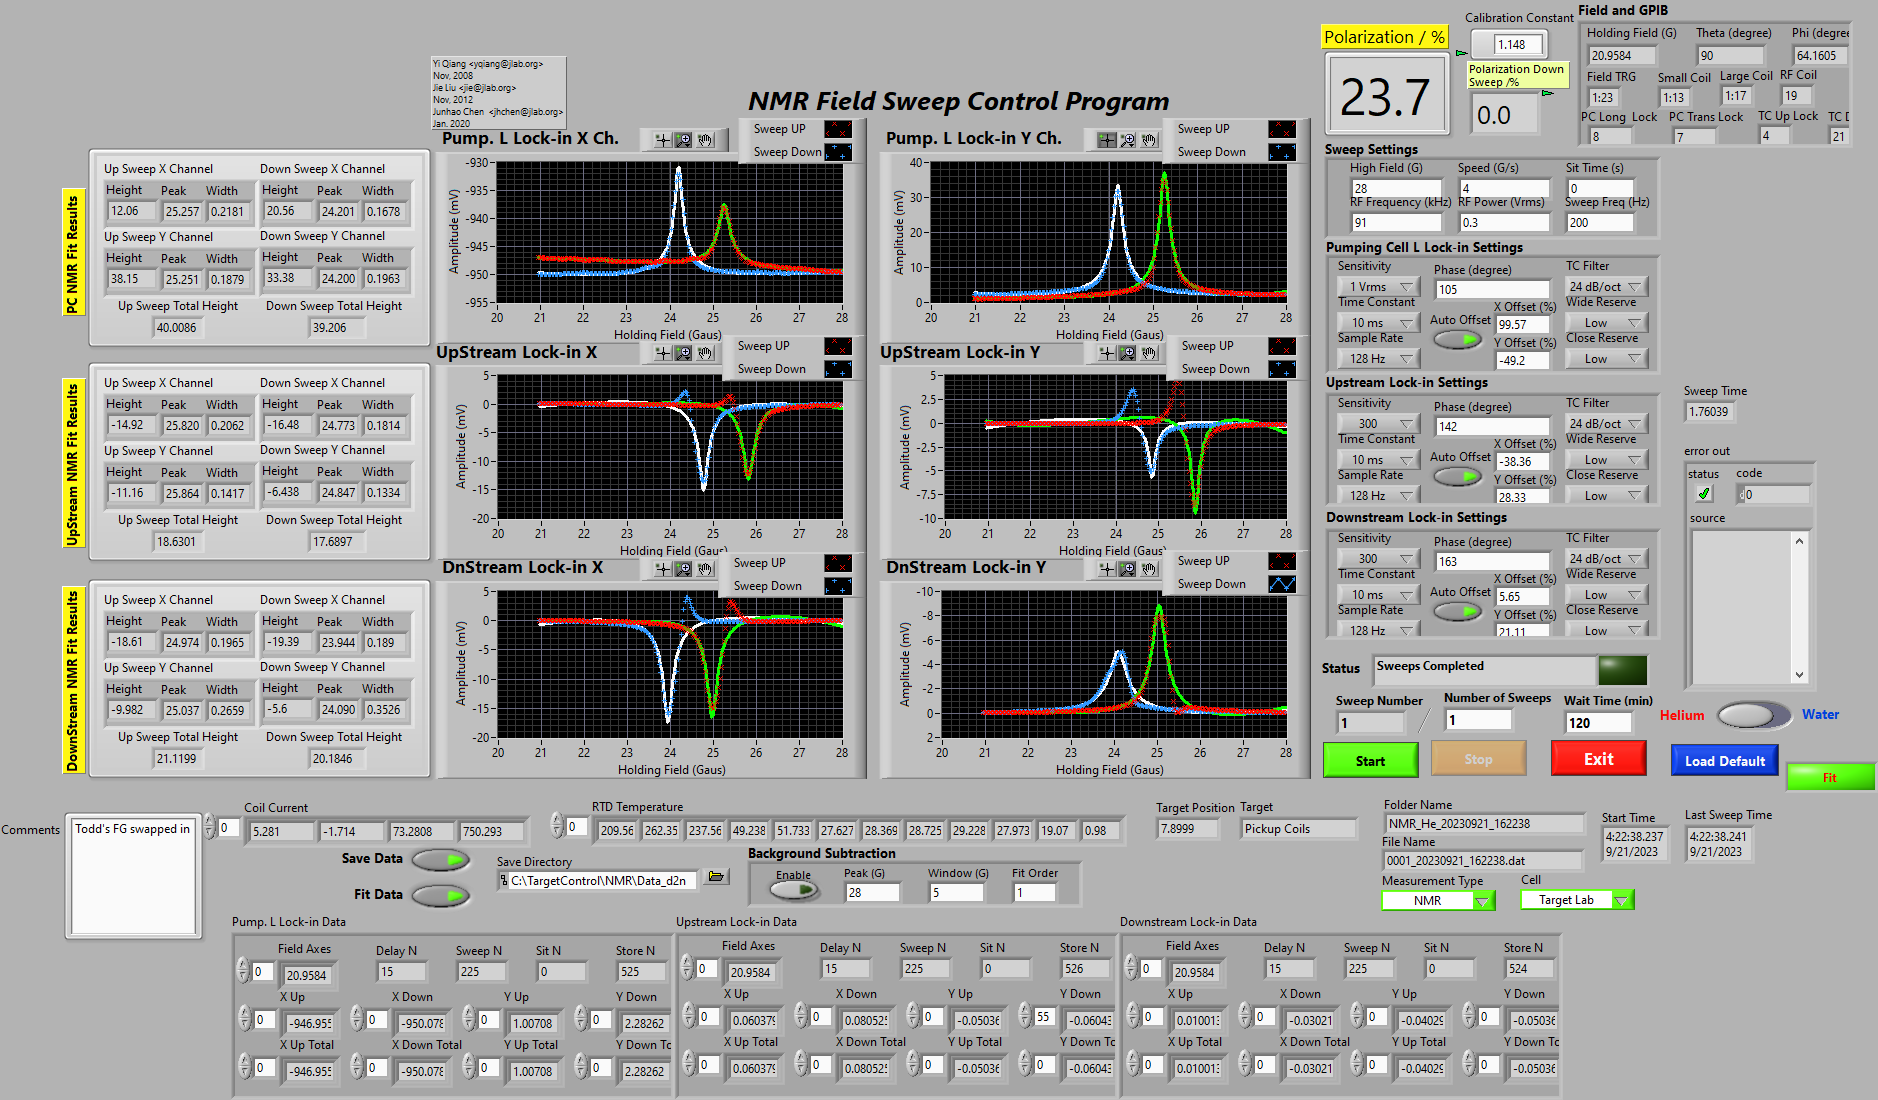 Yi Qiang <yqiang@jlab.org>
Nov, 2008
Jie Liu <jie@jlab.org>
Nov, 2012
Junhao Chen <jhchen@jlab.org>
Jan. 2020
NMR Field Sweep Control Program
Polarization / %
23.7
Calibration Constant
1.148
Polarization Down
Sweep /%
0.0
Field and GPIB
Holding Field (G) Theta (degree) Phi (degree
20.9584 90 64.1605
Field TRG Small Coil Large Coil RF Coil
1:23 1:13 1:17 19
PC Long Lock PC Trans Lock TC Up Lock TC D
8 7 4 21
PC NMR Fit Results
Up Sweep X Channel Down Sweep X Channel
Height Peak Width Height Peak Width
12.06 25.257 0.2181 20.56 24.201 0.1678
Up Sweep Y Channel Down Sweep Y Channel
Height Peak Width Height Peak Width
38.15 25.251 0.1879 33.38 24.200 0.1963
Up Sweep Total Height Down Sweep Total Height
40.0086 39.206
UpStream NMR Fit Results
Up Sweep X Channel Down Sweep X Channel
Height Peak Width Height Peak Width
-14.92 25.820 0.2062 -16.48 24.773 0.1814
Up Sweep Y Channel Down Sweep Y Channel
Height Peak Width Height Peak Width
-11.16 25.864 0.1417 -6.438 24.847 0.1334
Up Sweep Total Height Down Sweep Total Height
18.6301 17.6897
DownStream NMR Fit Results
Up Sweep X Channel Down Sweep X Channel
Height Peak Width Height Peak Width
-18.61 24.974 0.1965 -19.39 23.944 0.189
Up Sweep Y Channel Down Sweep Y Channel
Height Peak Width Height Peak Width
-9.982 25.037 0.2659 -5.6 24.090 0.3526
Up Sweep Total Height Down Sweep Total Height
21.1199 20.1846
Pump. L Lock-in X Ch.
Sweep UP
Sweep Down
Amplitude (mV)
-930
-935
-940
-945
-950
-955
20 21 22 23 24 25 26 27 28
Holding Field (Gaus)
Pump. L Lock-in Y Ch.
Sweep UP
Sweep Down
Amplitude (mV)
40
30
20
10
0
20 21 22 23 24 25 26 27 28
Holding Field (Gaus)
UpStream Lock-in X
Sweep UP
Sweep Down
Amplitude (mV)
5
0
-5
-10
-15
-20
20 21 22 23 24 25 26 27 28
Holding Field (Gaus)
UpStream Lock-in Y
Sweep UP
Sweep Down
Amplitude (mV)
5
2.5
0
-2.5
-5
-7.5
-10
20 21 22 23 24 25 26 27 28
Holding Field (Gaus)
DnStream Lock-in X
Sweep UP
Sweep Down
Amplitude (mV)
5
0
-5
-10
-15
-20
20 21 22 23 24 25 26 27 28
Holding Field (Gaus)
DnStream Lock-in Y
Sweep UP
Sweep Down
Amplitude (mV)
-10
-8
-6
-4
-2
0
2
20 21 22 23 24 25 26 27 28
Holding Field (Gaus)
Sweep Settings
High Field (G) Speed (G/s) Sit Time (s)
28 4 0
RF Frequency (kHz) RF Power (Vrms) Sweep Freq (Hz)
91 0.3 200
Pumping Cell L Lock-in Settings
Sensitivity Phase (degree) TC Filter
1 Vrms 105 24 dB/oct
Time Constant X Offset (%) Wide Reserve
10 ms Auto Offset 99.57 Low
Sample Rate Y Offset (%) Close Reserve
128 Hz -49.2 Low
Upstream Lock-in Settings
Sensitivity Phase (degree) TC Filter
300 142 24 dB/oct
Time Constant X Offset (%) Wide Reserve
10 ms Auto Offset -38.36 Low
Sample Rate Y Offset (%) Close Reserve
128 Hz 28.33 Low
Downstream Lock-in Settings
Sensitivity Phase (degree) TC Filter
300 163 24 dB/oct
Time Constant X Offset (%) Wide Reserve
10 ms Auto Offset 5.65 Low
Sample Rate Y Offset (%) Close Reserve
128 Hz 21.11 Low
Sweep Time
1.76039
error out
status code
0
source
Status Sweeps Completed
Sweep Number Number of Sweeps Wait Time (min)
1 / 1 120
Helium Water
Start Stop Exit Load Default Fit
Comments
Todd's FG swapped in
Coil Current
0 5.281 -1.714 73.2808 750.293
RTD Temperature
0 209.56 262.35 237.56 49.238 51.733 27.627 28.369 28.725 29.228 27.973 19.07 0.98
Target Position Target
7.8999 Pickup Coils
Folder Name
NMR_He_20230921_162238
File Name
0001_20230921_162238.dat
Start Time Last Sweep Time
4:22:38.237 4:22:38.241
9/21/2023 9/21/2023
Measurement Type Cell
NMR Target Lab
Save Data
Fit Data
Save Directory
C:\TargetControl\NMR\Data_d2n
Background Subtraction
Enable Peak (G) Window (G) Fit Order
28 5 1
Pump. L Lock-in Data
Field Axes Delay N Sweep N Sit N Store N
0 20.9584 15 225 0 525
X Up X Down Y Up Y Down
0 -946.955 0 -950.078 0 1.00708 0 2.28262
X Up Total X Down Total Y Up Total Y Down To
0 -946.955 0 -950.078 0 1.00708 0 2.28262
Upstream Lock-in Data
Field Axes Delay N Sweep N Sit N Store N
0 20.9584 15 225 0 526
X Up X Down Y Up Y Down
0 0.060379 0 0.080525 0 -0.05036 55 -0.06043
X Up Total X Down Total Y Up Total Y Down To
0 0.060379 0 0.080525 0 -0.05036 0 -0.06043
Downstream Lock-in Data
Field Axes Delay N Sweep N Sit N Store N
0 20.9584 15 225 0 524
X Up X Down Y Up Y Down
0 0.010013 0 -0.03021 0 -0.04029 0 -0.05036
X Up Total X Down Total Y Up Total Y Down To
0 0.010013 0 -0.03021 0 -0.04029 0 -0.05036